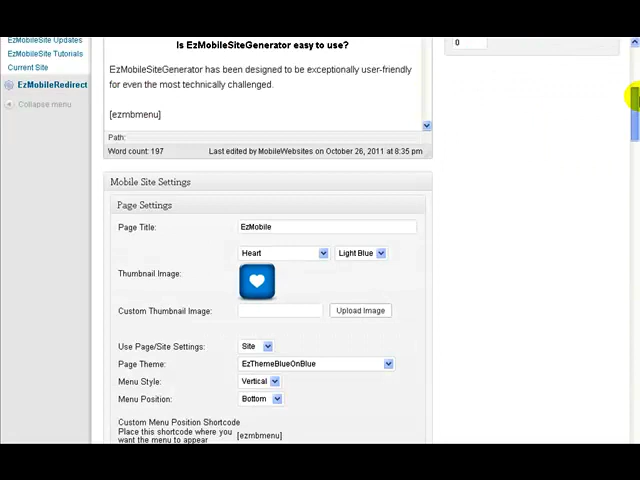 EzMobileSite Updates
EzMobileSite Tutorials
Current Site
EzMobileRedirect
Collapse menu
Is EzMobileSiteGenerator easy to use?
EzMobileSiteGenerator has been designed to be exceptionally user-friendly
for even the most technically challenged.
[ezmbmenu]
Path:
Word count: 197
Last edited by MobileWebsites on October 26, 2011 at 8:35 pm
0
Mobile Site Settings
Page Settings
Page Title:
EzMobile
Heart
Light Blue
Thumbnail Image:
Custom Thumbnail Image:
Upload Image
Use Page/Site Settings:
Site
Page Theme:
EzThemeBlueOnBlue
Menu Style:
Vertical
Menu Position:
Bottom
Custom Menu Position Shortcode
Place this shortcode where you
want the menu to appear
[ezmbmenu]